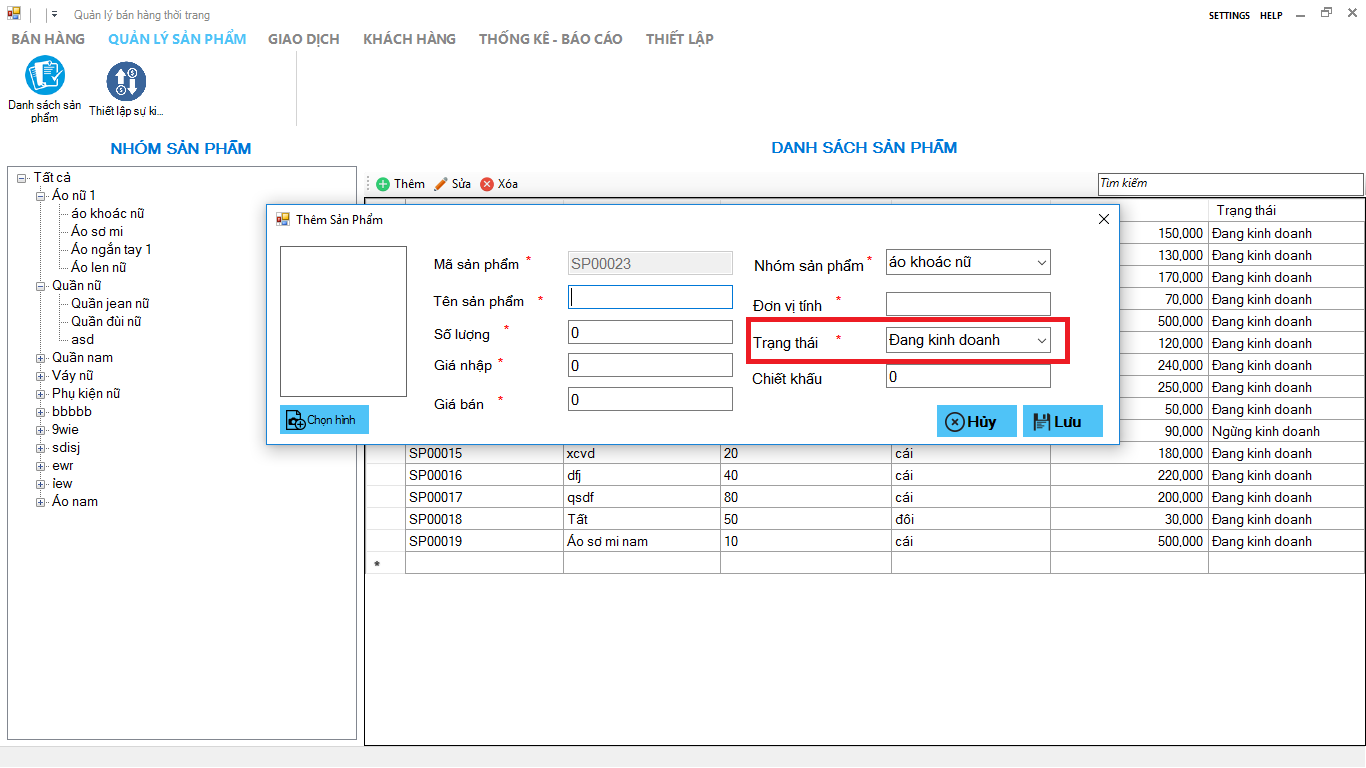 Quản lý bán hàng thời trang
SETTINGS HELP
BÁN HÀNG QUẢN LÝ SẢN PHẨM GIAO DỊCH KHÁCH HÀNG THỐNG KÊ - BÁO CÁO THIẾT LẬP
Danh sách sản phẩm
Thiết lập sự ki...
NHÓM SẢN PHẨM
Tất cả
Áo nữ 1
áo khoác nữ
Áo sơ mi
Áo ngắn tay 1
Áo len nữ
Quần nữ
Quần jean nữ
Quần đùi nữ
asd
Quần nam
Váy nữ
Phụ kiện nữ
bbbbb
9wie
sdisj
ewr
iew
Áo nam
DANH SÁCH SẢN PHẨM
Thêm Sửa Xóa
Tìm kiếm
Trạng thái
150,000 Đang kinh doanh
130,000 Đang kinh doanh
170,000 Đang kinh doanh
70,000 Đang kinh doanh
500,000 Đang kinh doanh
120,000 Đang kinh doanh
240,000 Đang kinh doanh
250,000 Đang kinh doanh
50,000 Đang kinh doanh
90,000 Ngừng kinh doanh
SP00015 xcvd 20 cái 180,000 Đang kinh doanh
SP00016 dfj 40 cái 220,000 Đang kinh doanh
SP00017 qsdf 80 cái 200,000 Đang kinh doanh
SP00018 Tất 50 đôi 30,000 Đang kinh doanh
SP00019 Áo sơ mi nam 10 cái 500,000 Đang kinh doanh
*
Thêm Sản Phẩm
Chọn hình
Mã sản phẩm * SP00023
Tên sản phẩm *
Số lượng * 0
Giá nhập * 0
Giá bán * 0
Nhóm sản phẩm * áo khoác nữ
Đơn vị tính *
Trạng thái * Đang kinh doanh
Chiết khấu 0
Hủy Lưu